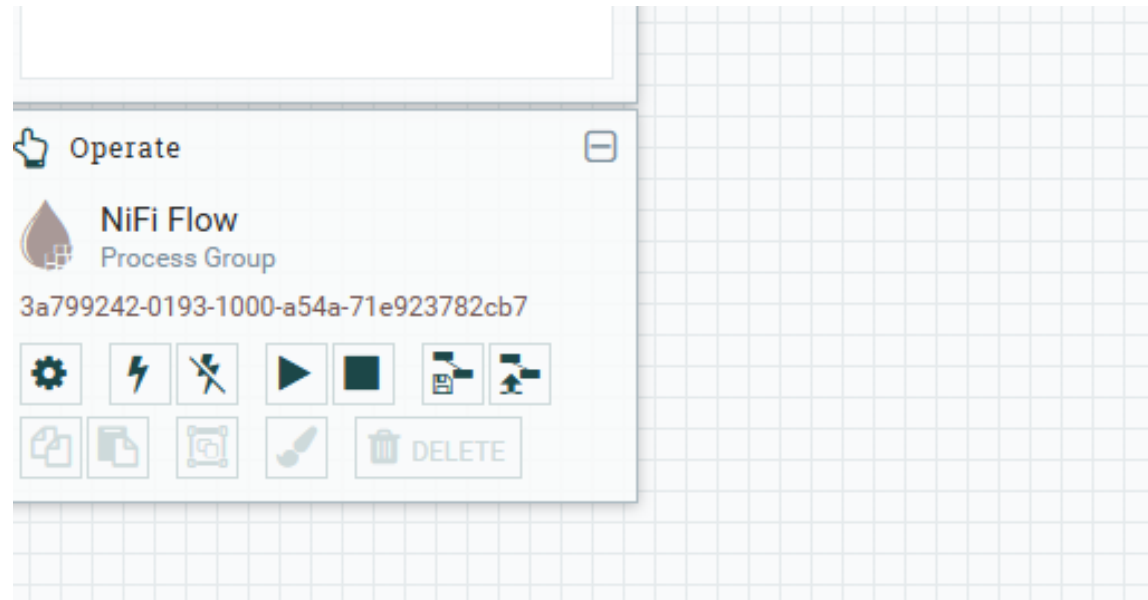 Operate
NiFi Flow
Process Group
3a799242-0193-1000-a54a-71e923782cb7
DELETE